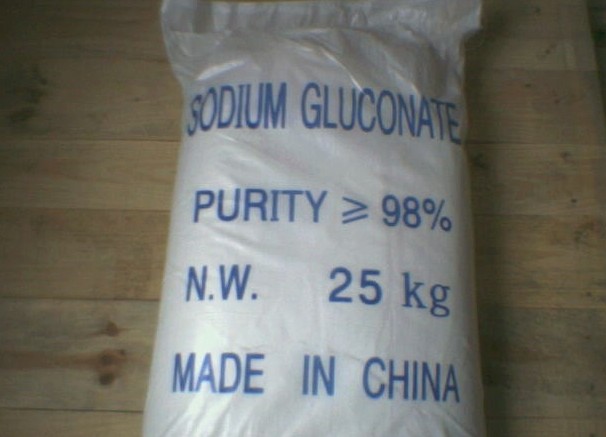 SODIUM GLUCONATE
PURITY ⩾ 98%
N.W. 25 kg
MADE IN CHINA